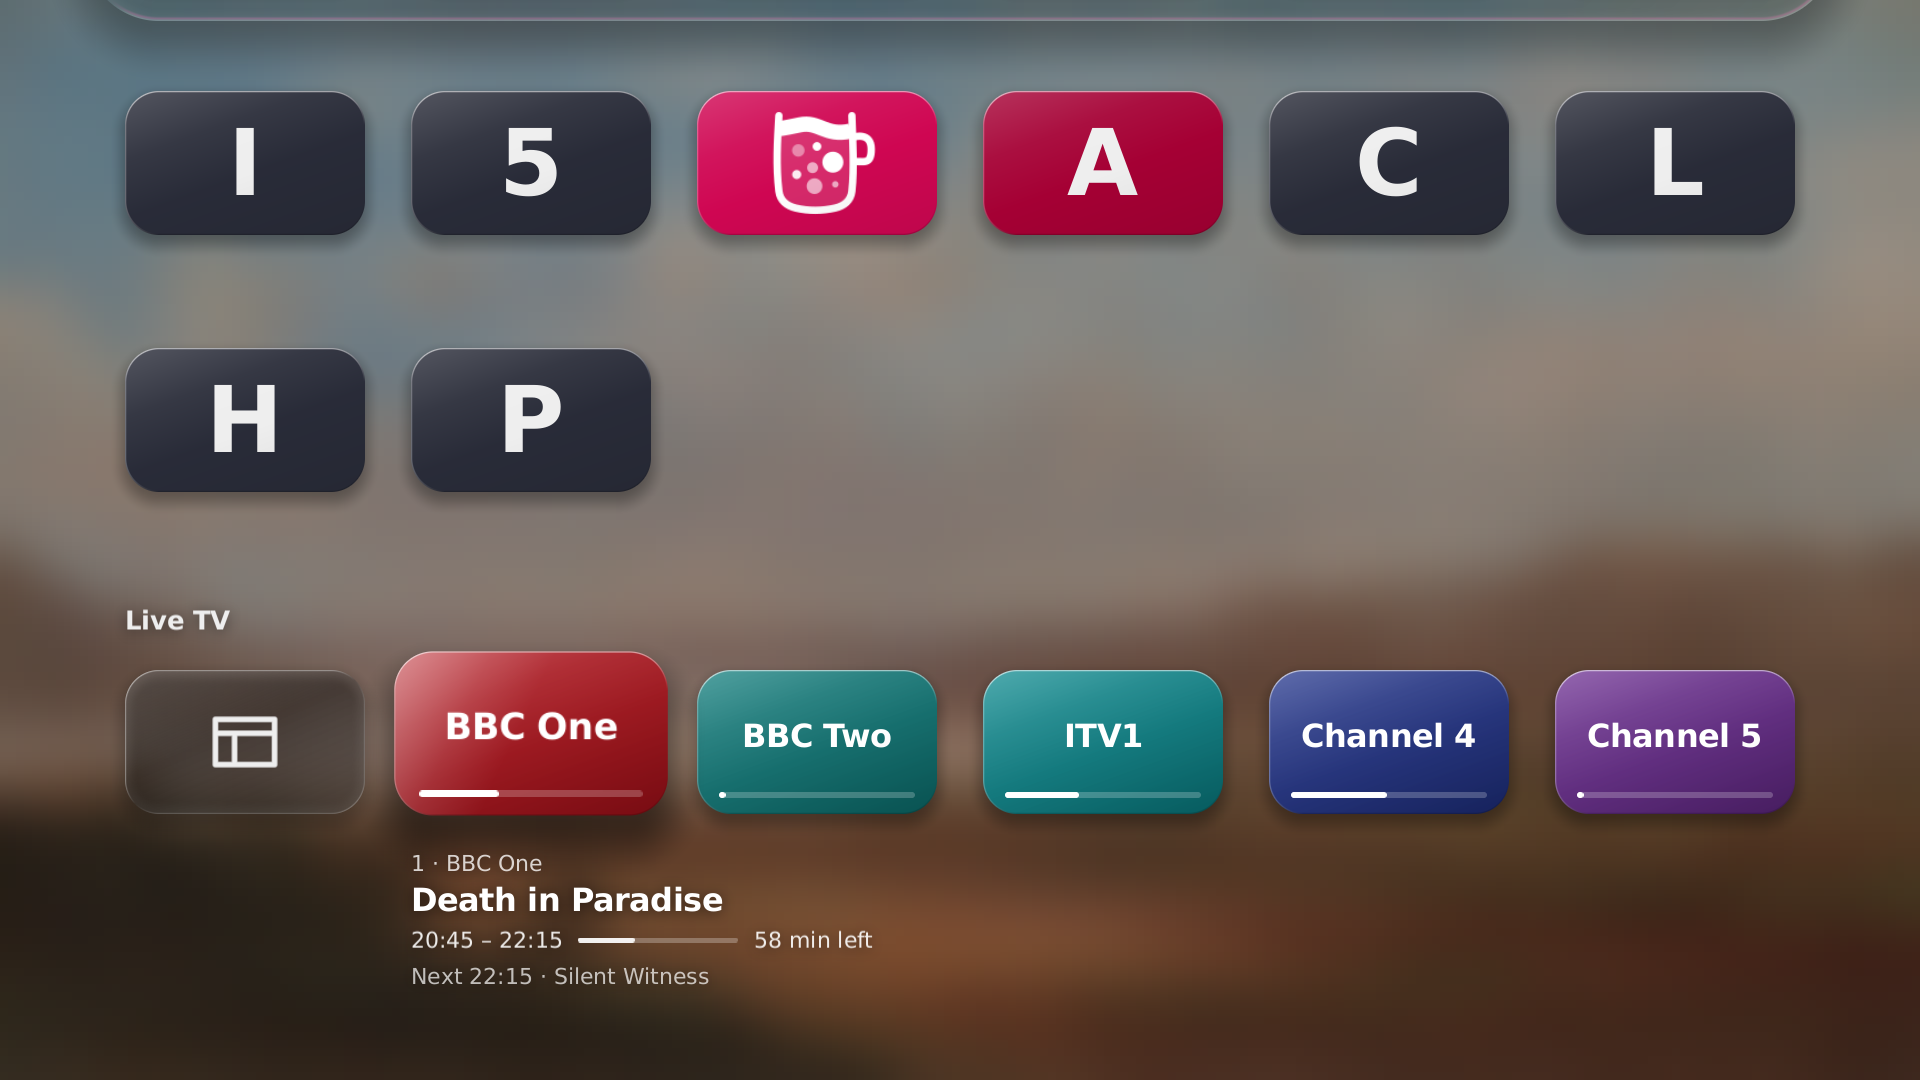 I 5 A C L
H P
Live TV
BBC One BBC Two ITV1 Channel 4 Channel 5
1 · BBC One
Death in Paradise
20:45 – 22:15 58 min left
Next 22:15 · Silent Witness